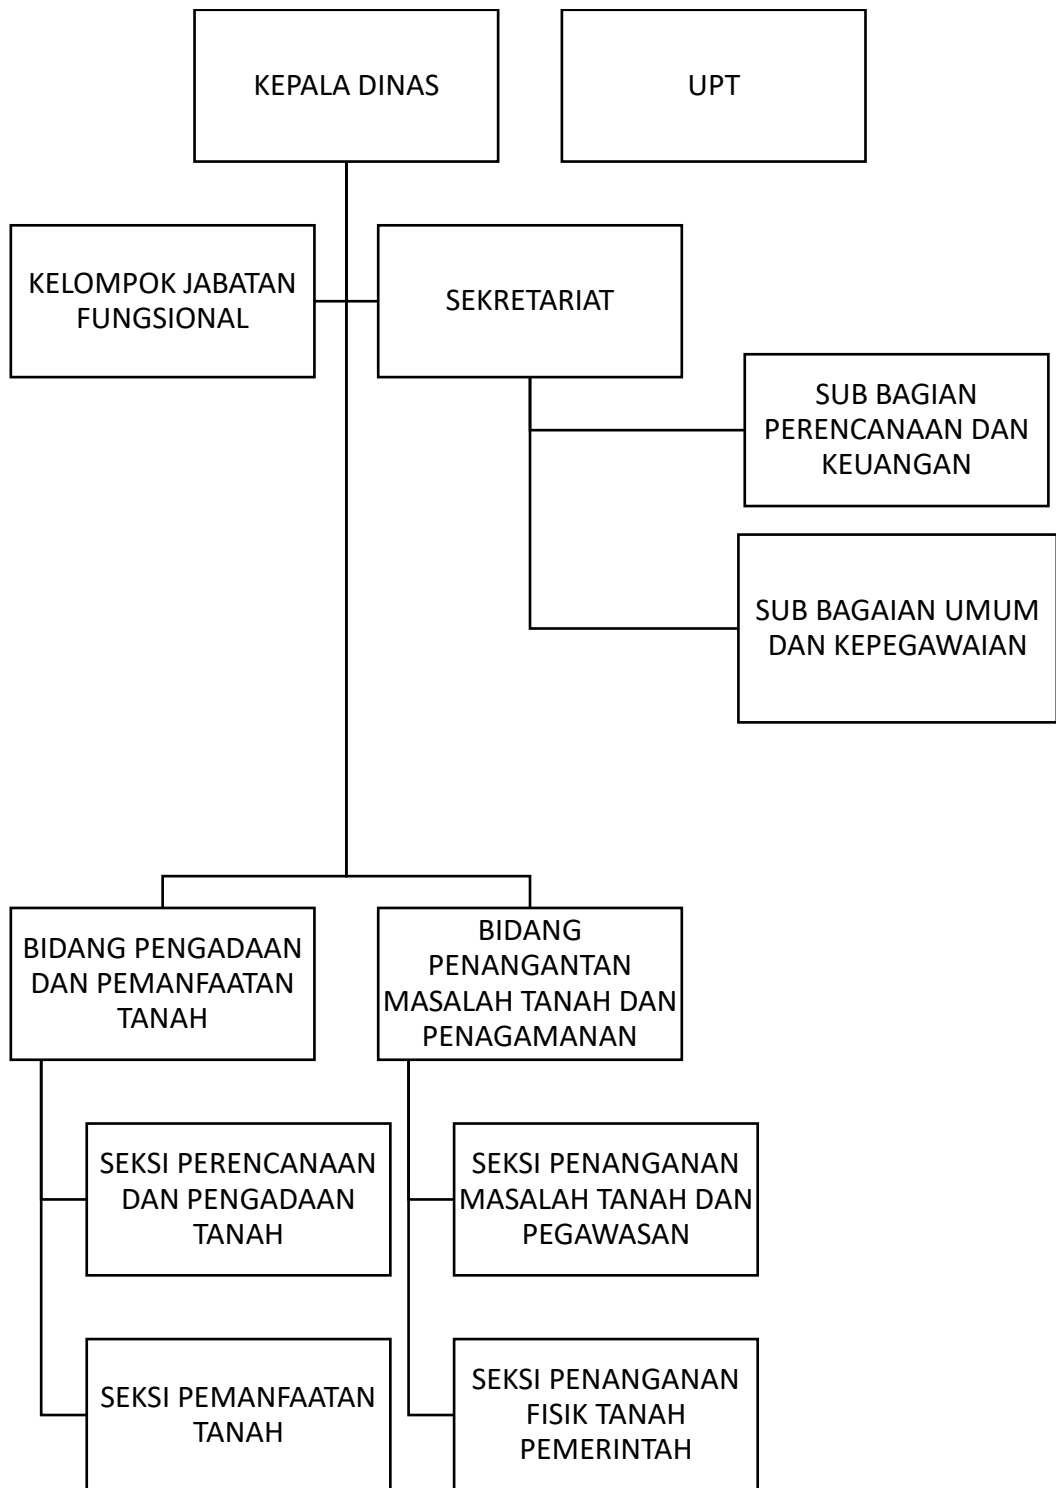 KEPALA DINAS
UPT
KELOMPOK JABATAN
FUNGSIONAL
SEKRETARIAT
SUB BAGIAN
PERENCANAAN DAN
KEUANGAN
SUB BAGAIAN UMUM
DAN KEPEGAWAIAN
BIDANG PENGADAAN
DAN PEMANFAATAN
TANAH
BIDANG
PENANGANTAN
MASALAH TANAH DAN
PENAGAMANAN
SEKSI PERENCANAAN
DAN PENGADAAN
TANAH
SEKSI PENANGANAN
MASALAH TANAH DAN
PEGAWASAN
SEKSI PEMANFAATAN
TANAH
SEKSI PENANGANAN
FISIK TANAH
PEMERINTAH